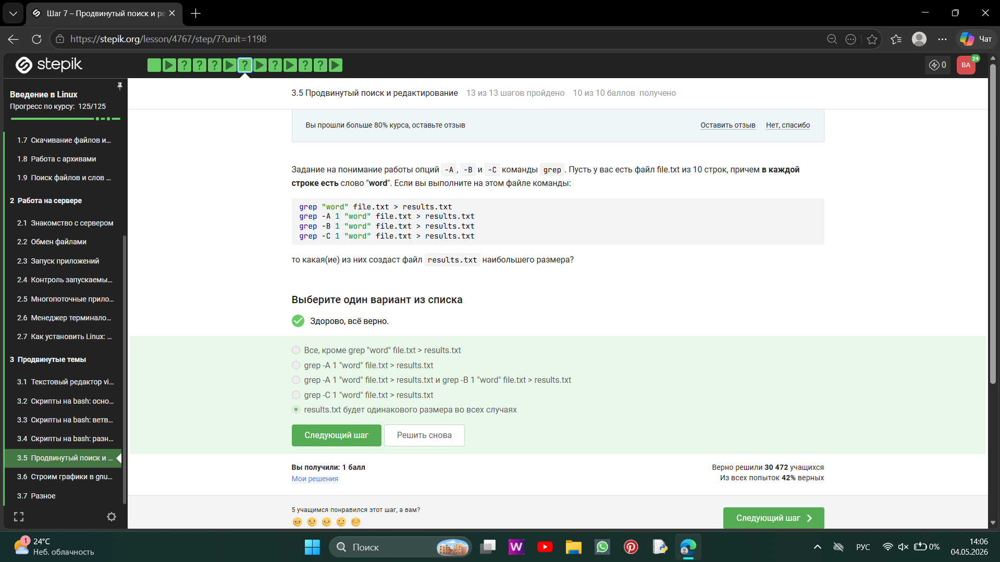 Шаг 7 – Продвинутый поиск и ре
https://stepik.org/lesson/4767/step/7?unit=1198
Чат
stepik
? ? ? ? ? ? ?
0
ВА
24
Введение в Linux
Прогресс по курсу: 125/125
1.7 Скачивание файлов и...
1.8 Работа с архивами
1.9 Поиск файлов и слов ...
2 Работа на сервере
2.1 Знакомство с сервером
2.2 Обмен файлами
2.3 Запуск приложений
2.4 Контроль запускаемы...
2.5 Многопоточные прило...
2.6 Менеджер терминало...
2.7 Как установить Linux: ...
3 Продвинутые темы
3.1 Текстовый редактор vi...
3.2 Скрипты на bash: осно...
3.3 Скрипты на bash: ветв...
3.4 Скрипты на bash: разн...
3.5 Продвинутый поиск и ...
3.6 Строим графики в gnu...
3.7 Разное
3.5 Продвинутый поиск и редактирование 13 из 13 шагов пройдено 10 из 10 баллов получено
Вы прошли больше 80% курса, оставьте отзыв
Оставить отзыв Нет, спасибо
Задание на понимание работы опций -A, -B и -C команды grep. Пусть у вас есть файл file.txt из 10 строк, причем в каждой
строке есть слово "word". Если вы выполните на этом файле команды:
grep "word" file.txt > results.txt
grep -A 1 "word" file.txt > results.txt
grep -B 1 "word" file.txt > results.txt
grep -C 1 "word" file.txt > results.txt
то какая(ие) из них создаст файл results.txt наибольшего размера?
Выберите один вариант из списка
Здорово, всё верно.
Все, кроме grep "word" file.txt > results.txt
grep -A 1 "word" file.txt > results.txt
grep -A 1 "word" file.txt > results.txt и grep -B 1 "word" file.txt > results.txt
grep -C 1 "word" file.txt > results.txt
results.txt будет одинакового размера во всех случаях
Следующий шаг
Решить снова
Вы получили: 1 балл
Мои решения
Верно решили 30 472 учащихся
Из всех попыток 42% верных
5 учащимся понравился этот шаг, а вам?
Следующий шаг
1
24°C
Неб. облачность
Поиск
W
РУС
0%
14:06
04.05.2026